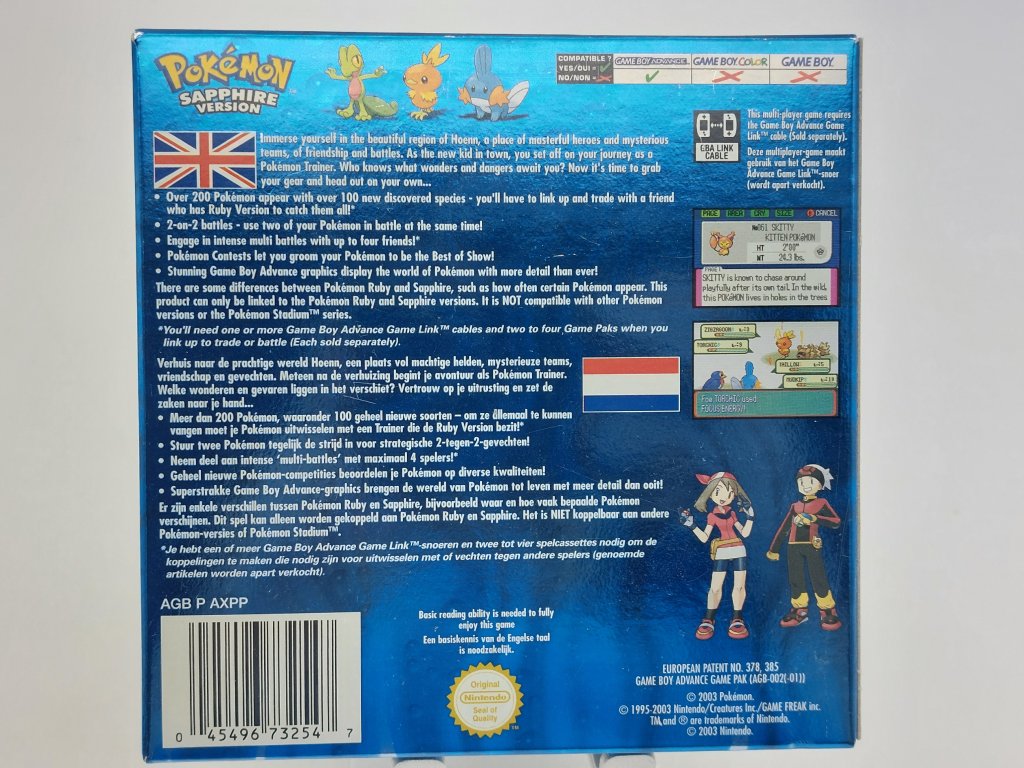 POKéMON
SAPPHIRE
VERSION
COMPATIBLE ?
YES/OUI =
NO/NON =
GAME BOY ADVANCE
GAME BOY COLOR
GAME BOY
GBA LINK
CABLE
This multi-player game requires
the Game Boy Advance Game
Link™ cable (Sold separately).
Deze multiplayer-game maakt
gebruik van het Game Boy
Advance Game Link™-snoer
(wordt apart verkocht).
Immerse yourself in the beautiful region of Hoenn, a place of masterful heroes and mysterious
teams, of friendship and battles. As the new kid in town, you set off on your journey as a
Pokémon Trainer. Who knows what wonders and dangers await you? Now it's time to grab
your gear and head out on your own...
• Over 200 Pokémon appear with over 100 new discovered species - you'll have to link up and trade with a friend
who has Ruby Version to catch them all!*
• 2-on-2 battles - use two of your Pokémon in battle at the same time!
• Engage in intense multi battles with up to four friends!*
• Pokémon Contests let you groom your Pokémon to be the Best of Show!
• Stunning Game Boy Advance graphics display the world of Pokémon with more detail than ever!
There are some differences between Pokémon Ruby and Sapphire, such as how often certain Pokémon appear. This
product can only be linked to the Pokémon Ruby and Sapphire versions. It is NOT compatible with other Pokémon
versions or the Pokémon Stadium™ series.
*You'll need one or more Game Boy Advance Game Link™ cables and two to four Game Paks when you
link up to trade or battle (Each sold separately).
PAGE AREA CRY SIZE CANCEL
No061 SKITTY
KITTEN POKéMON
HT 2'00"
WT 24.3 lbs.
PAGE 1
SKITTY is known to chase around
playfully after its own tail. In the wild,
this POKéMON lives in holes in the trees
ZIGZAGOON
TORCHIC
TAILLOW
MUDKIP
Foe TORCHIC used
FOCUS ENERGY!
Verhuis naar de prachtige wereld Hoenn, een plaats vol machtige helden, mysterieuze teams,
vriendschap en gevechten. Meteen na de verhuizing begint je avontuur als Pokémon Trainer.
Welke wonderen en gevaren liggen in het verschiet? Vertrouw op je uitrusting en zet de
zaken naar je hand...
• Meer dan 200 Pokémon, waaronder 100 geheel nieuwe soorten – om ze allemaal te kunnen
vangen moet je Pokémon uitwisselen met een Trainer die de Ruby Version bezit!*
• Stuur twee Pokémon tegelijk de strijd in voor strategische 2-tegen-2-gevechten!
• Neem deel aan intense 'multi-battles' met maximaal 4 spelers!*
• Geheel nieuwe Pokémon-competities beoordelen je Pokémon op diverse kwaliteiten!
• Superstrakke Game Boy Advance-graphics brengen de wereld van Pokémon tot leven met meer detail dan ooit!
Er zijn enkele verschillen tussen Pokémon Ruby en Sapphire, bijvoorbeeld waar en hoe vaak bepaalde Pokémon
verschijnen. Dit spel kan alleen worden gekoppeld aan Pokémon Ruby en Sapphire. Het is NIET koppelbaar aan andere
Pokémon-versies of Pokémon Stadium™.
*Je hebt een of meer Game Boy Advance Game Link™-snoeren en twee tot vier spelcassettes nodig om de
koppelingen te maken die nodig zijn voor uitwisselen met of vechten tegen andere spelers (genoemde
artikelen worden apart verkocht).
AGB P AXPP
0 45496 73254 7
Basic reading ability is needed to fully
enjoy this game
Een basiskennis van de Engelse taal
is noodzakelijk.
Original
Nintendo
Seal of
Quality
™
EUROPEAN PATENT NO. 378, 385
GAME BOY ADVANCE GAME PAK (AGB-002(-01))
© 2003 Pokémon.
© 1995-2003 Nintendo/Creatures Inc./GAME FREAK inc.
TM, and ® are trademarks of Nintendo.
© 2003 Nintendo.